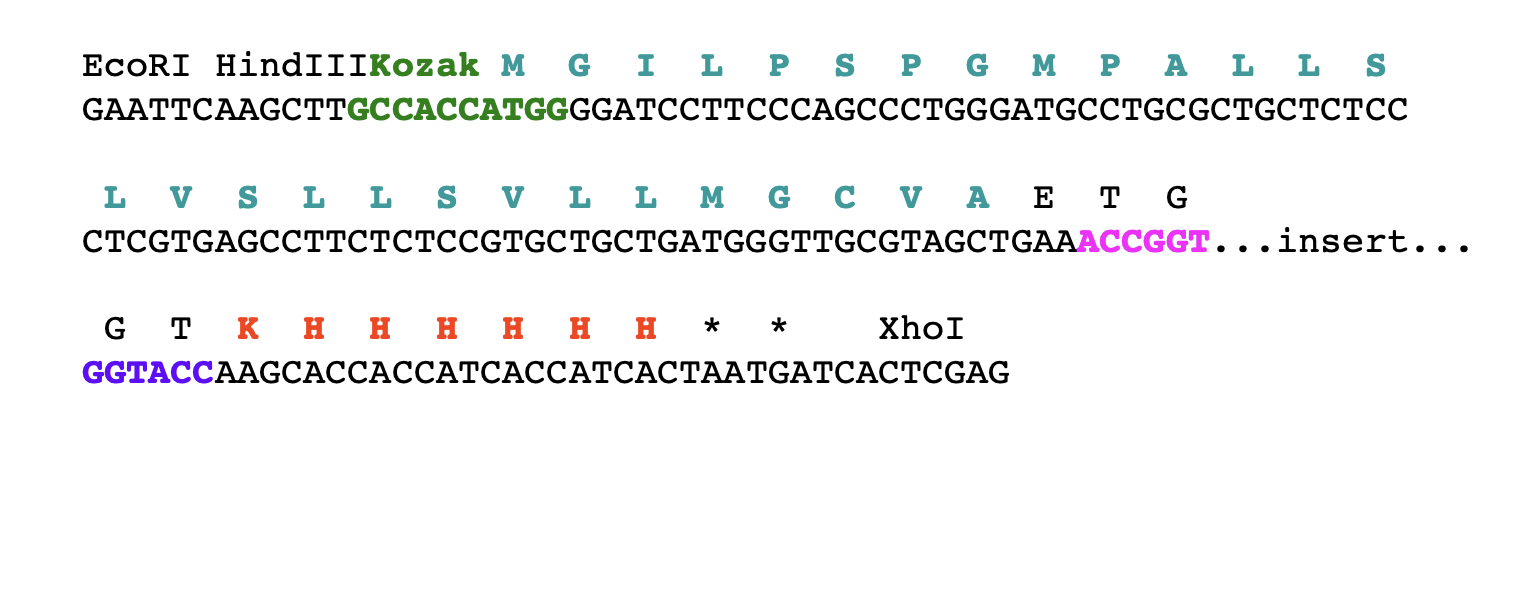 EcoRI HindIIIKozak M G I L P S P G M P A L L S
GAATTCAAGCTTGCCACCATGGGGATCCTTCCCAGCCCTGGGATGCCTGCGCTGCTCTCC
L V S L L S V L L M G C V A E T G
CTCGTGAGCCTTCTCTCCGTGCTGCTGATGGGTTGCGTAGCTGAAACCGGT...insert...
G T K H H H H H H * * XhoI
GGTACCAAGCACCACCATCACCATCACTAATGATCACTCGAG